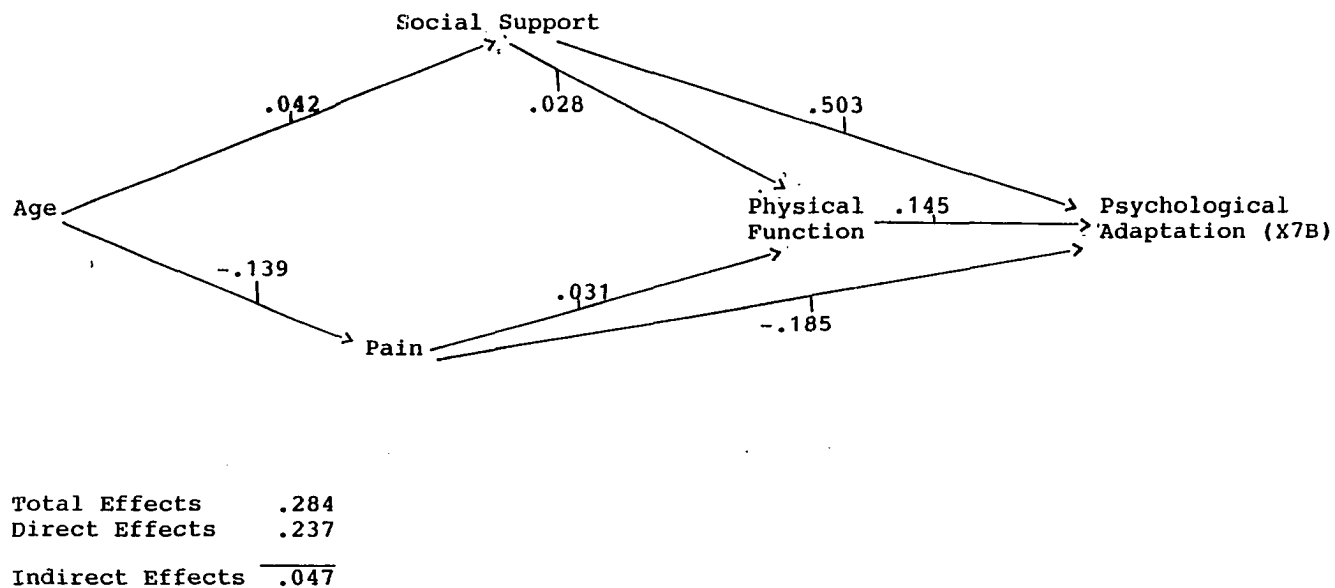 Social Support
.042
.028
.503
Age
Physical
Function
.145
Psychological
Adaptation (X7B)
-.139
.031
-.185
Pain
Total Effects .284
Direct Effects .237
Indirect Effects .047